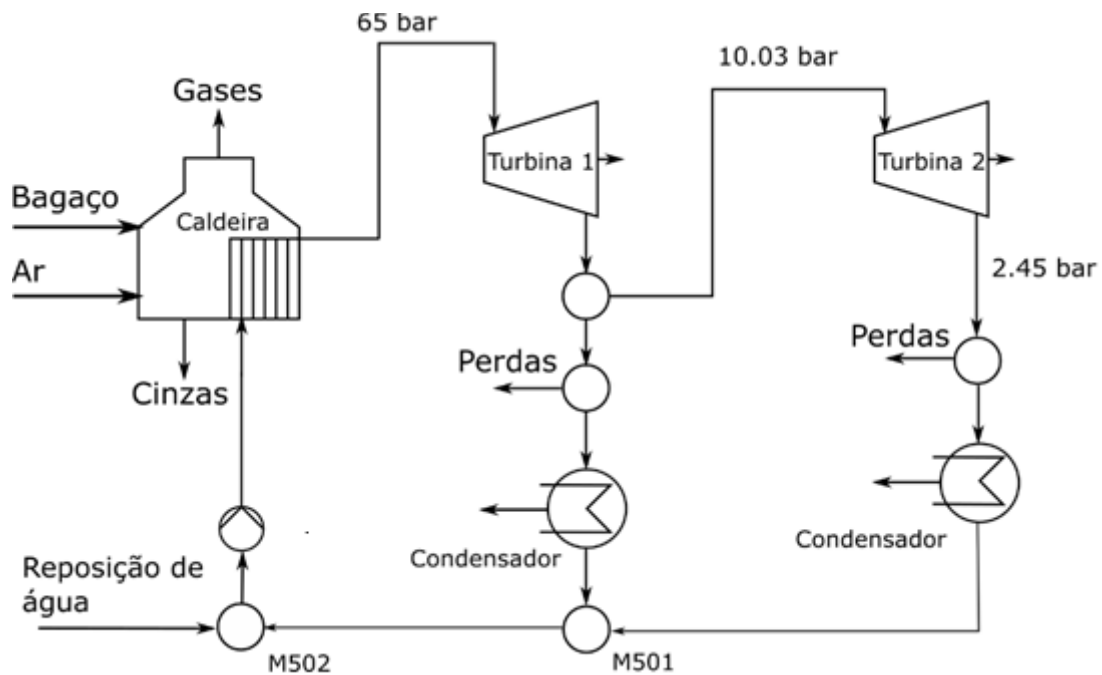 65 bar
10.03 bar
Gases
Turbina 1
Turbina 2
Bagaço
Caldeira
Ar
2.45 bar
Perdas
Perdas
Cinzas
Condensador
Condensador
Reposição de
água
M502
M501